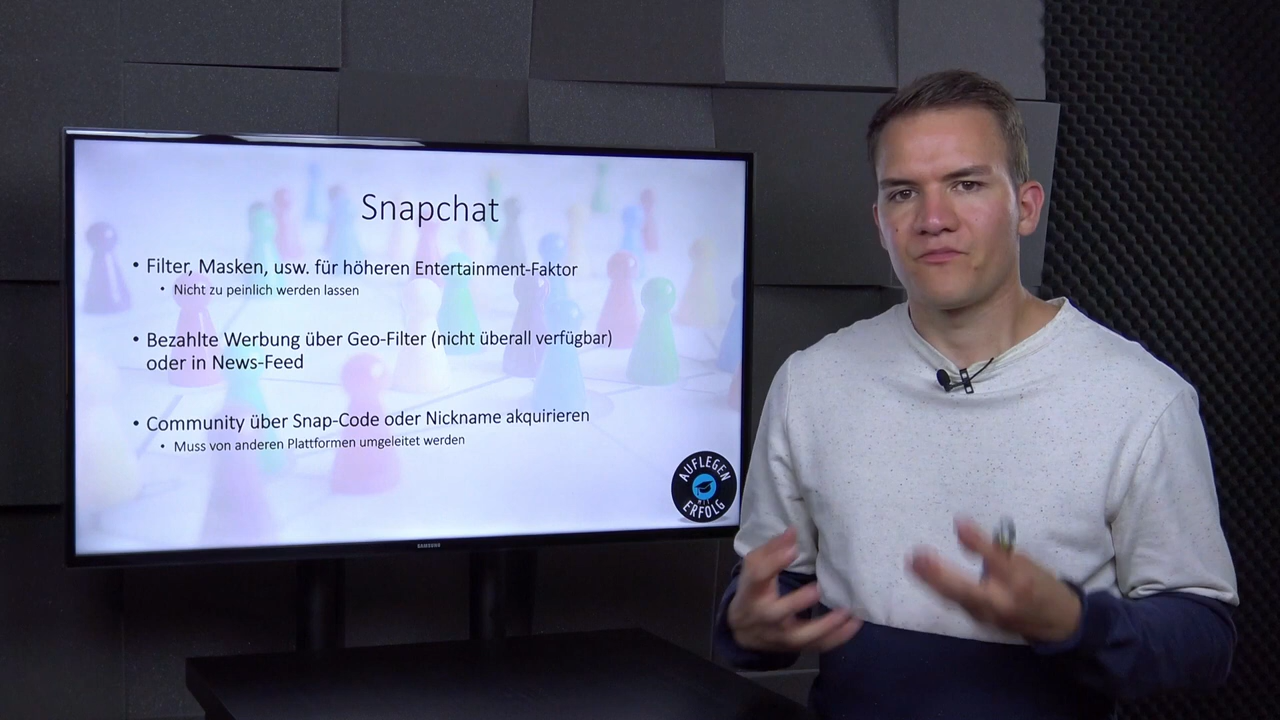 Snapchat
• Filter, Masken, usw. für höheren Entertainment-Faktor
• Nicht zu peinlich werden lassen
• Bezahlte Werbung über Geo-Filter (nicht überall verfügbar)
oder in News-Feed
• Community über Snap-Code oder Nickname akquirieren
• Muss von anderen Plattformen umgeleitet werden
AUFLEGEN
MIT
ERFOLG
SAMSUNG